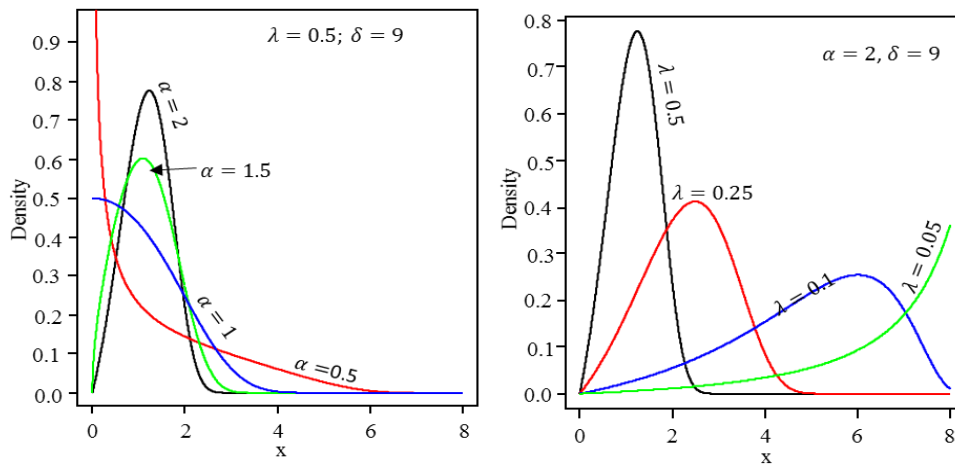 λ = 0.5; δ = 9
0.9
0.8
0.7
0.6
0.5
0.4
0.3
0.2
0.1
0.0
Density
α = 2
α = 1.5
α = 1
α =0.5
0 2 4 6 8
x
α = 2, δ = 9
0.8
0.7
0.6
0.5
0.4
0.3
0.2
0.1
0.0
Density
λ = 0.5
λ = 0.25
λ = 0.1
λ = 0.05
0 2 4 6 8
x